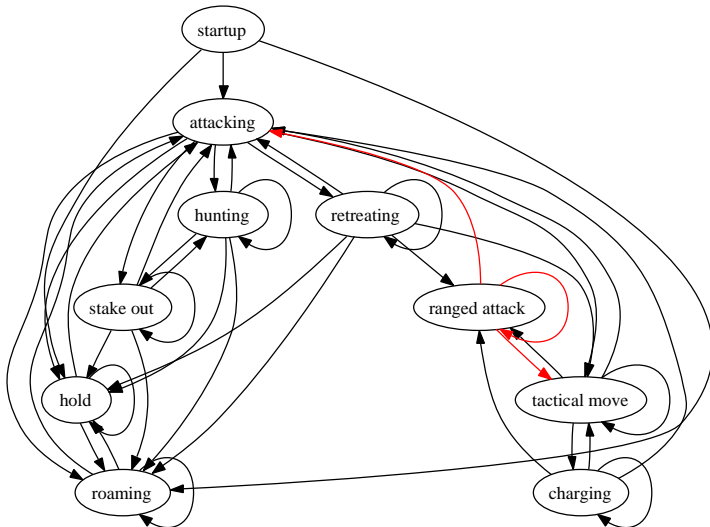 startup
attacking
hunting
retreating
stake out
ranged attack
hold
tactical move
roaming
charging